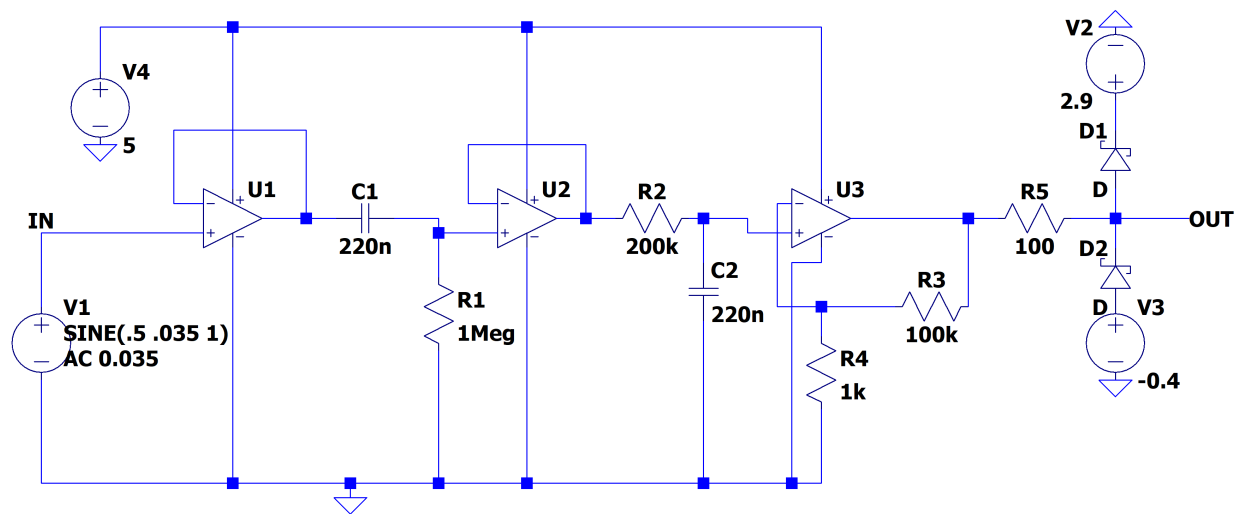 V2
2.9
V4
5
D1
D
U1
U2
U3
C1
220n
R2
200k
R5
100
IN
OUT
D2
D
V3
-0.4
C2
220n
R3
100k
R1
1Meg
V1
SINE(.5 .035 1)
AC 0.035
R4
1k